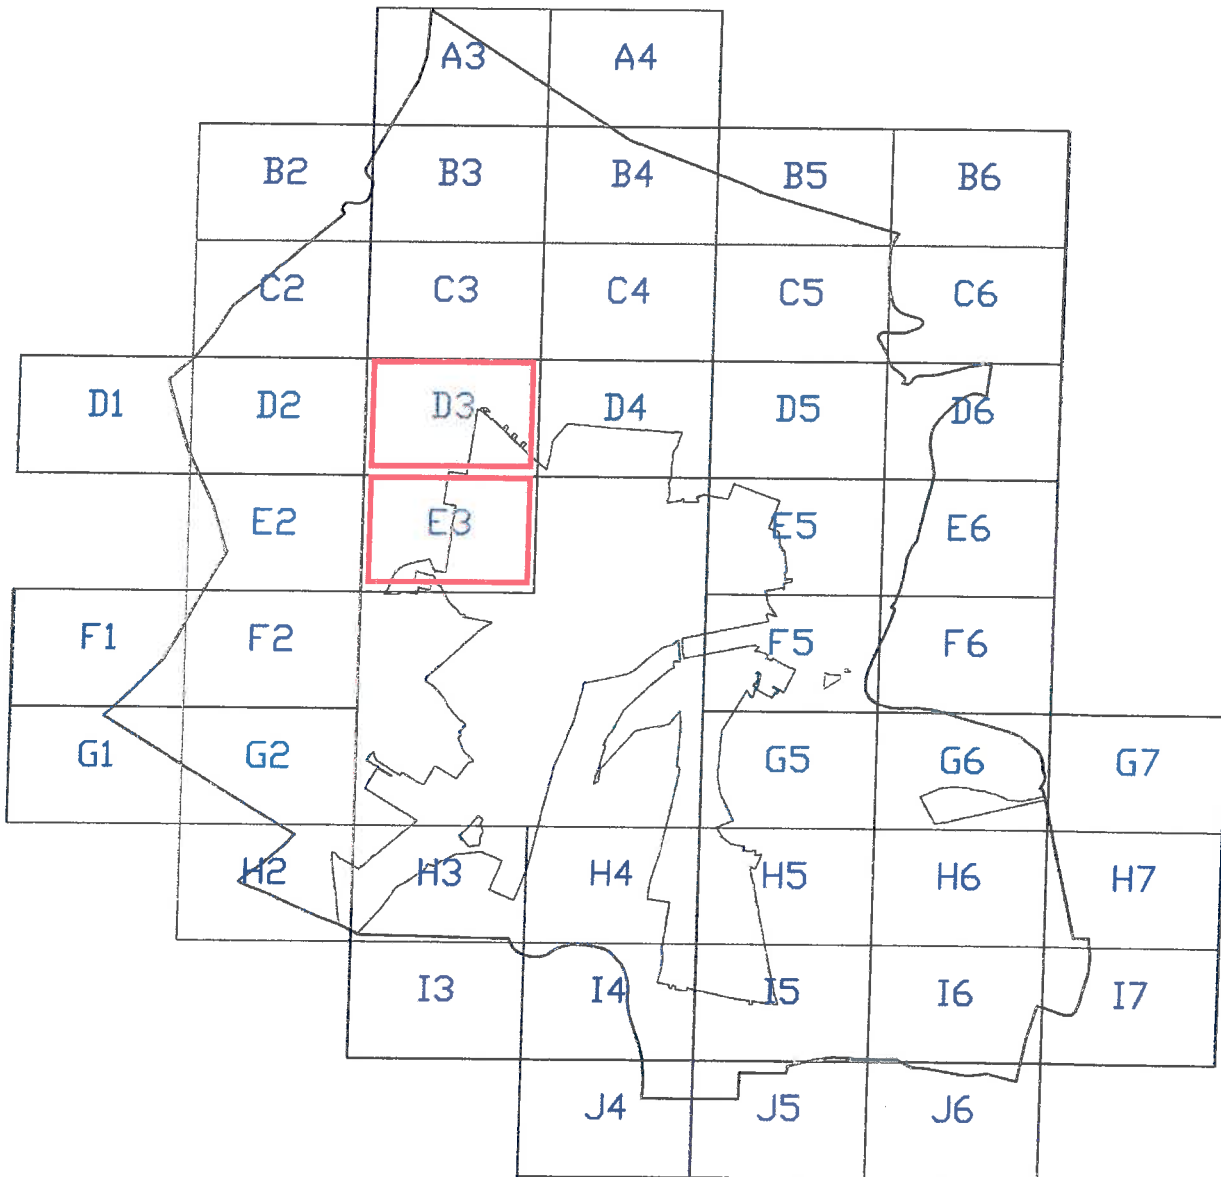 A3 A4
B2 B3 B4 B5 B6
C2 C3 C4 C5 C6
D1 D2 D3 D4 D5 D6
E2 E3 E5 E6
F1 F2 F5 F6
G1 G2 G5 G6 G7
H2 H3 H4 H5 H6 H7
I3 I4 I5 I6 I7
J4 J5 J6